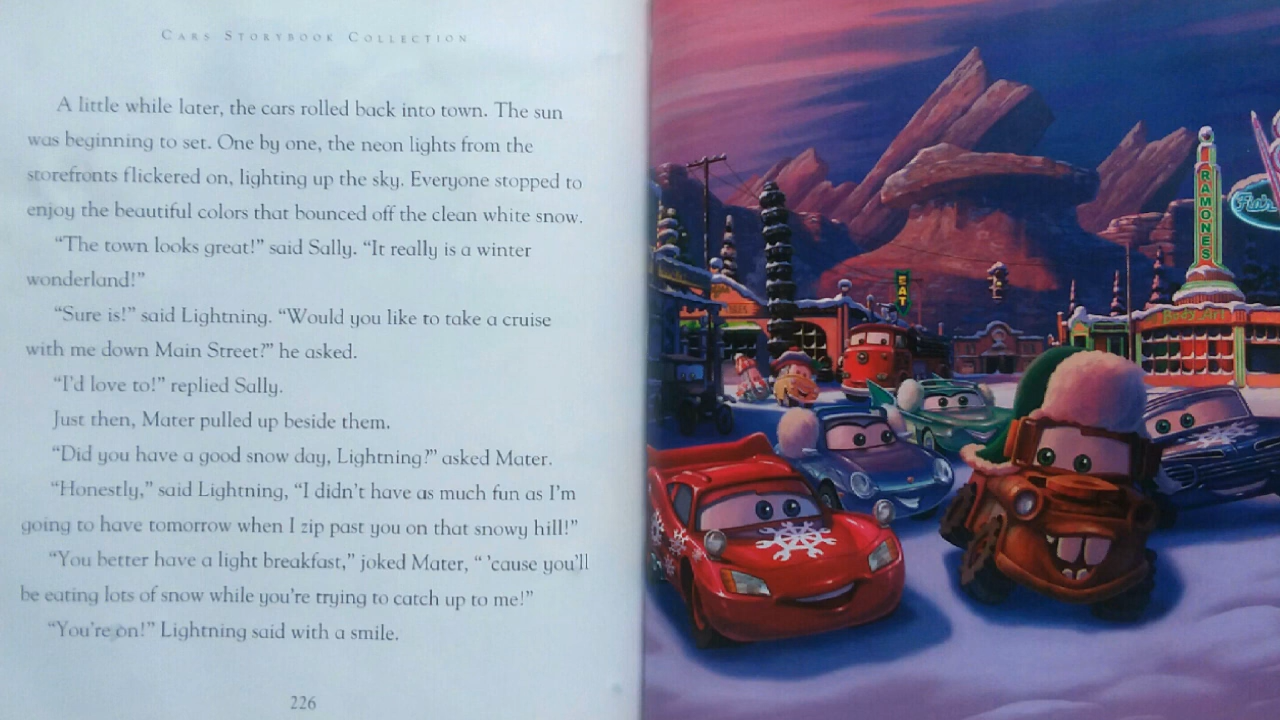 CARS STORYBOOK COLLECTION
A little while later, the cars rolled back into town. The sun
was beginning to set. One by one, the neon lights from the
storefronts flickered on, lighting up the sky. Everyone stopped to
enjoy the beautiful colors that bounced off the clean white snow.
“The town looks great!” said Sally. “It really is a winter
wonderland!”
“Sure is!” said Lightning. “Would you like to take a cruise
with me down Main Street?” he asked.
“I’d love to!” replied Sally.
Just then, Mater pulled up beside them.
“Did you have a good snow day, Lightning?” asked Mater.
“Honestly,” said Lightning, “I didn’t have as much fun as I’m
going to have tomorrow when I zip past you on that snowy hill!”
“You better have a light breakfast,” joked Mater, “ ’cause you’ll
be eating lots of snow while you’re trying to catch up to me!”
“You’re on!” Lightning said with a smile.
226
RAMONES
EAT
Body Art